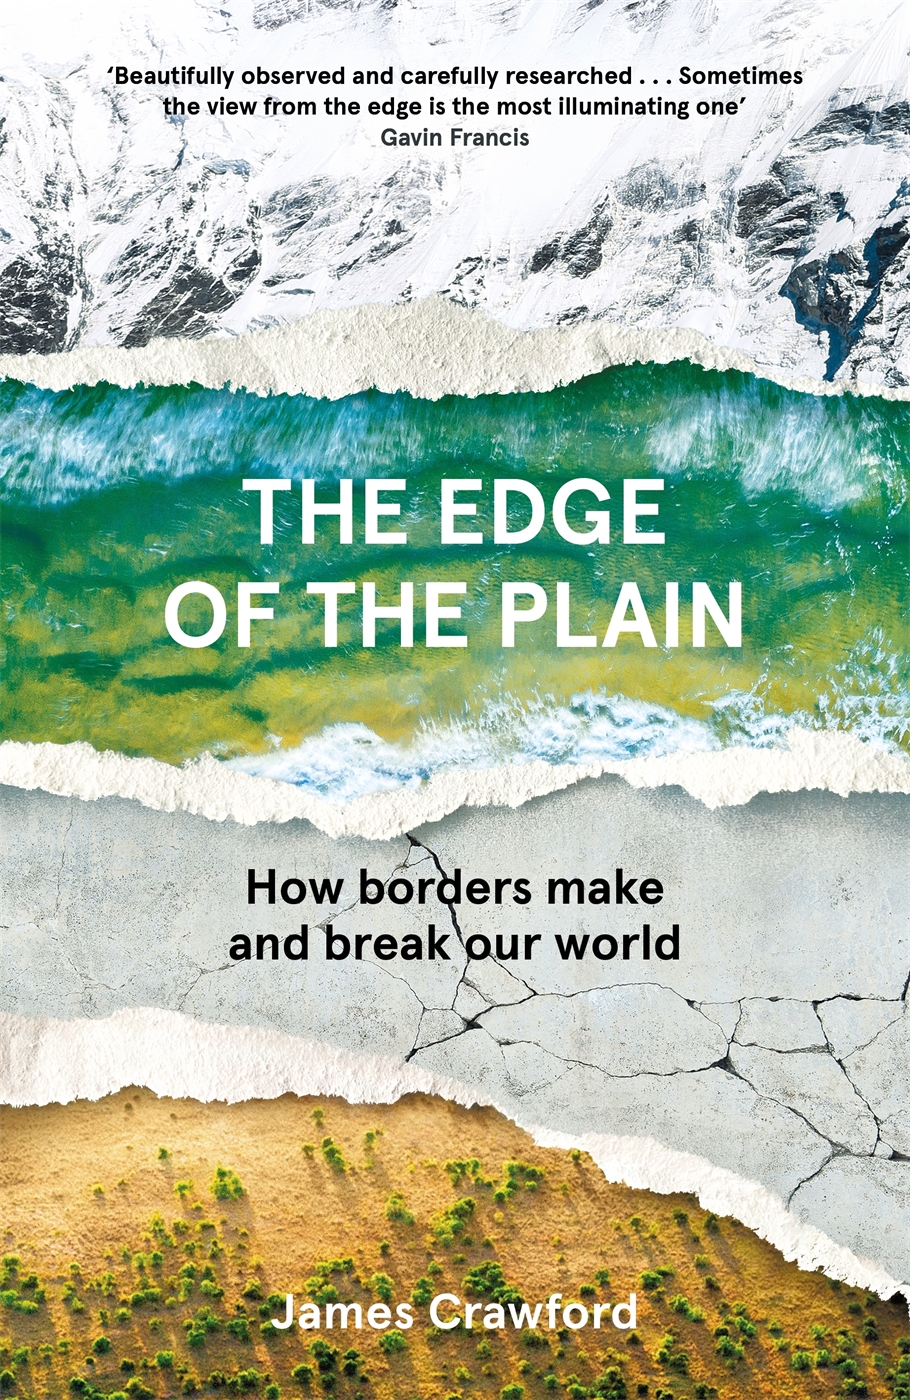 ‘Beautifully observed and carefully researched . . . Sometimes
the view from the edge is the most illuminating one’
Gavin Francis
THE EDGE
OF THE PLAIN
How borders make
and break our world
James Crawford